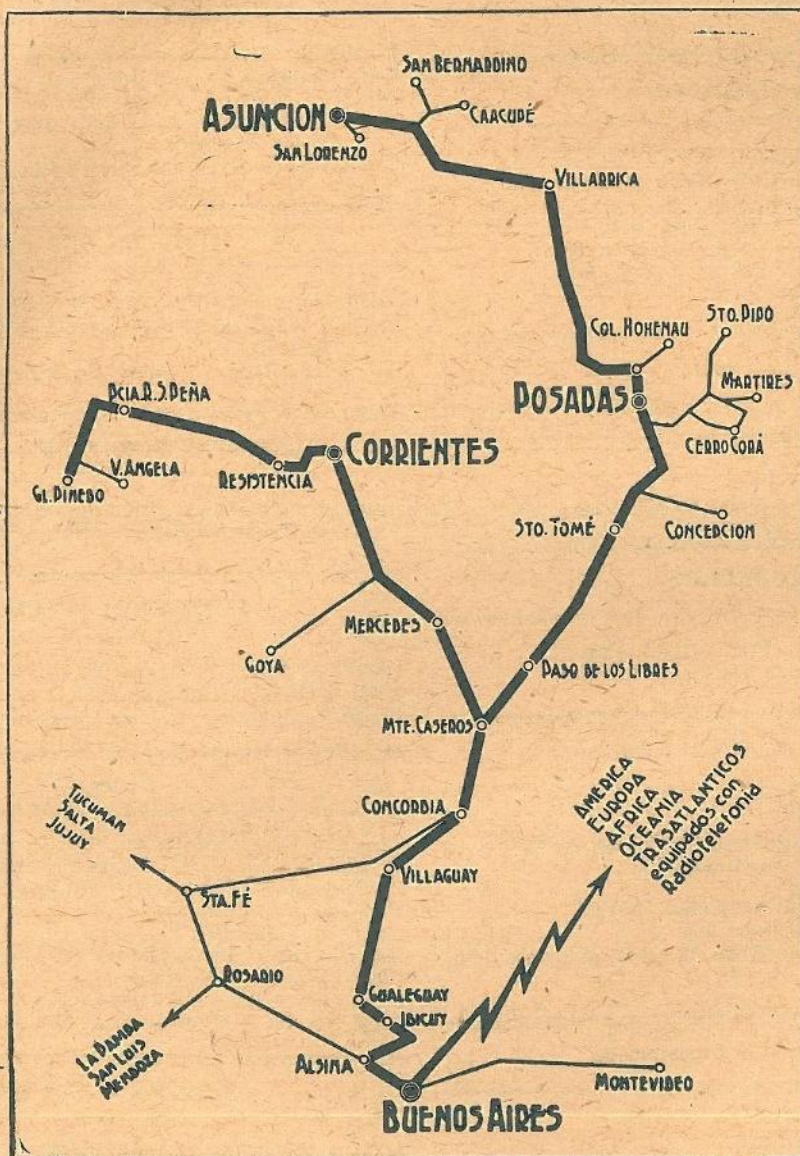 SAN BERNARDINO
ASUNCION
CAACUPÉ
SAN LORENZO
VILLARRICA
COL. HOHENAU
STO. PIPÓ
PCIA.R.S.PEÑA
POSADAS
MARTIRES
CERRO CORÁ
CORRIENTES
V. ANGELA
RESISTENCIA
GL. PINEDO
STO. TOMÉ
CONCEPCION
MERCEDES
GOYA
PASO DE LOS LIBRES
MTE. CASEROS
CONCORDIA
TUCUMAN
SALTA
JUJUY
AMERICA
EUROPA
AFRICA
OCEANIA
TRASATLANTICOS
equipados con
Radiotelefonia
VILLAGUAY
STA. FÉ
ROSARIO
GUALEGUAY
IBICUY
LA PAMPA
SAN LUIS
MENDOZA
ALSINA
MONTEVIDEO
BUENOS AIRES